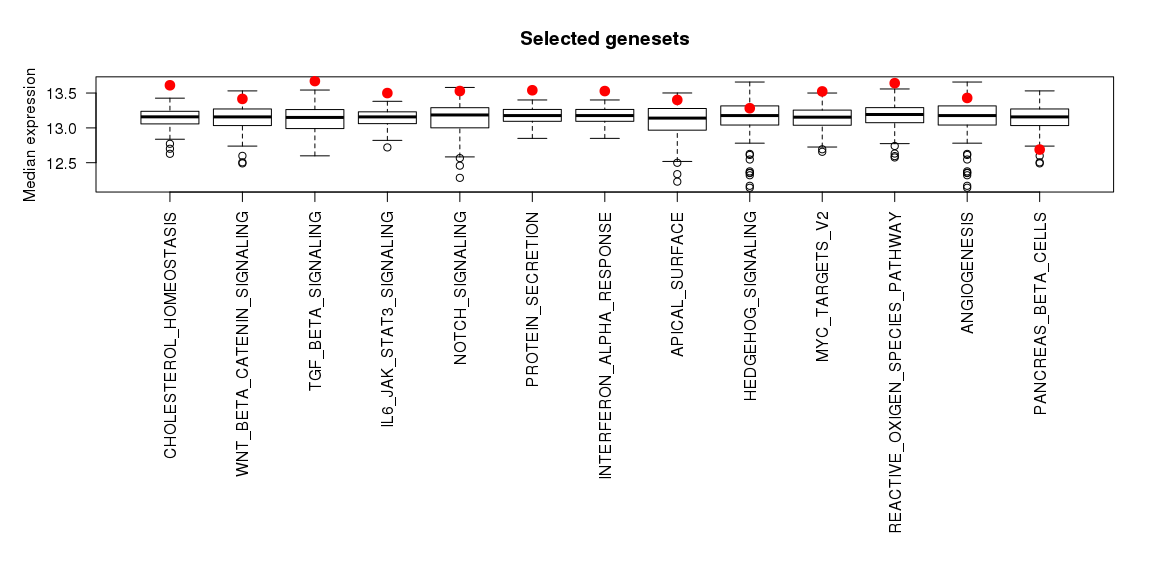 Selected genesets
Median expression
13.5
13.0
12.5
CHOLESTEROL_HOMEOSTASIS
WNT_BETA_CATENIN_SIGNALING
TGF_BETA_SIGNALING
IL6_JAK_STAT3_SIGNALING
NOTCH_SIGNALING
PROTEIN_SECRETION
INTERFERON_ALPHA_RESPONSE
APICAL_SURFACE
HEDGEHOG_SIGNALING
MYC_TARGETS_V2
REACTIVE_OXIGEN_SPECIES_PATHWAY
ANGIOGENESIS
PANCREAS_BETA_CELLS